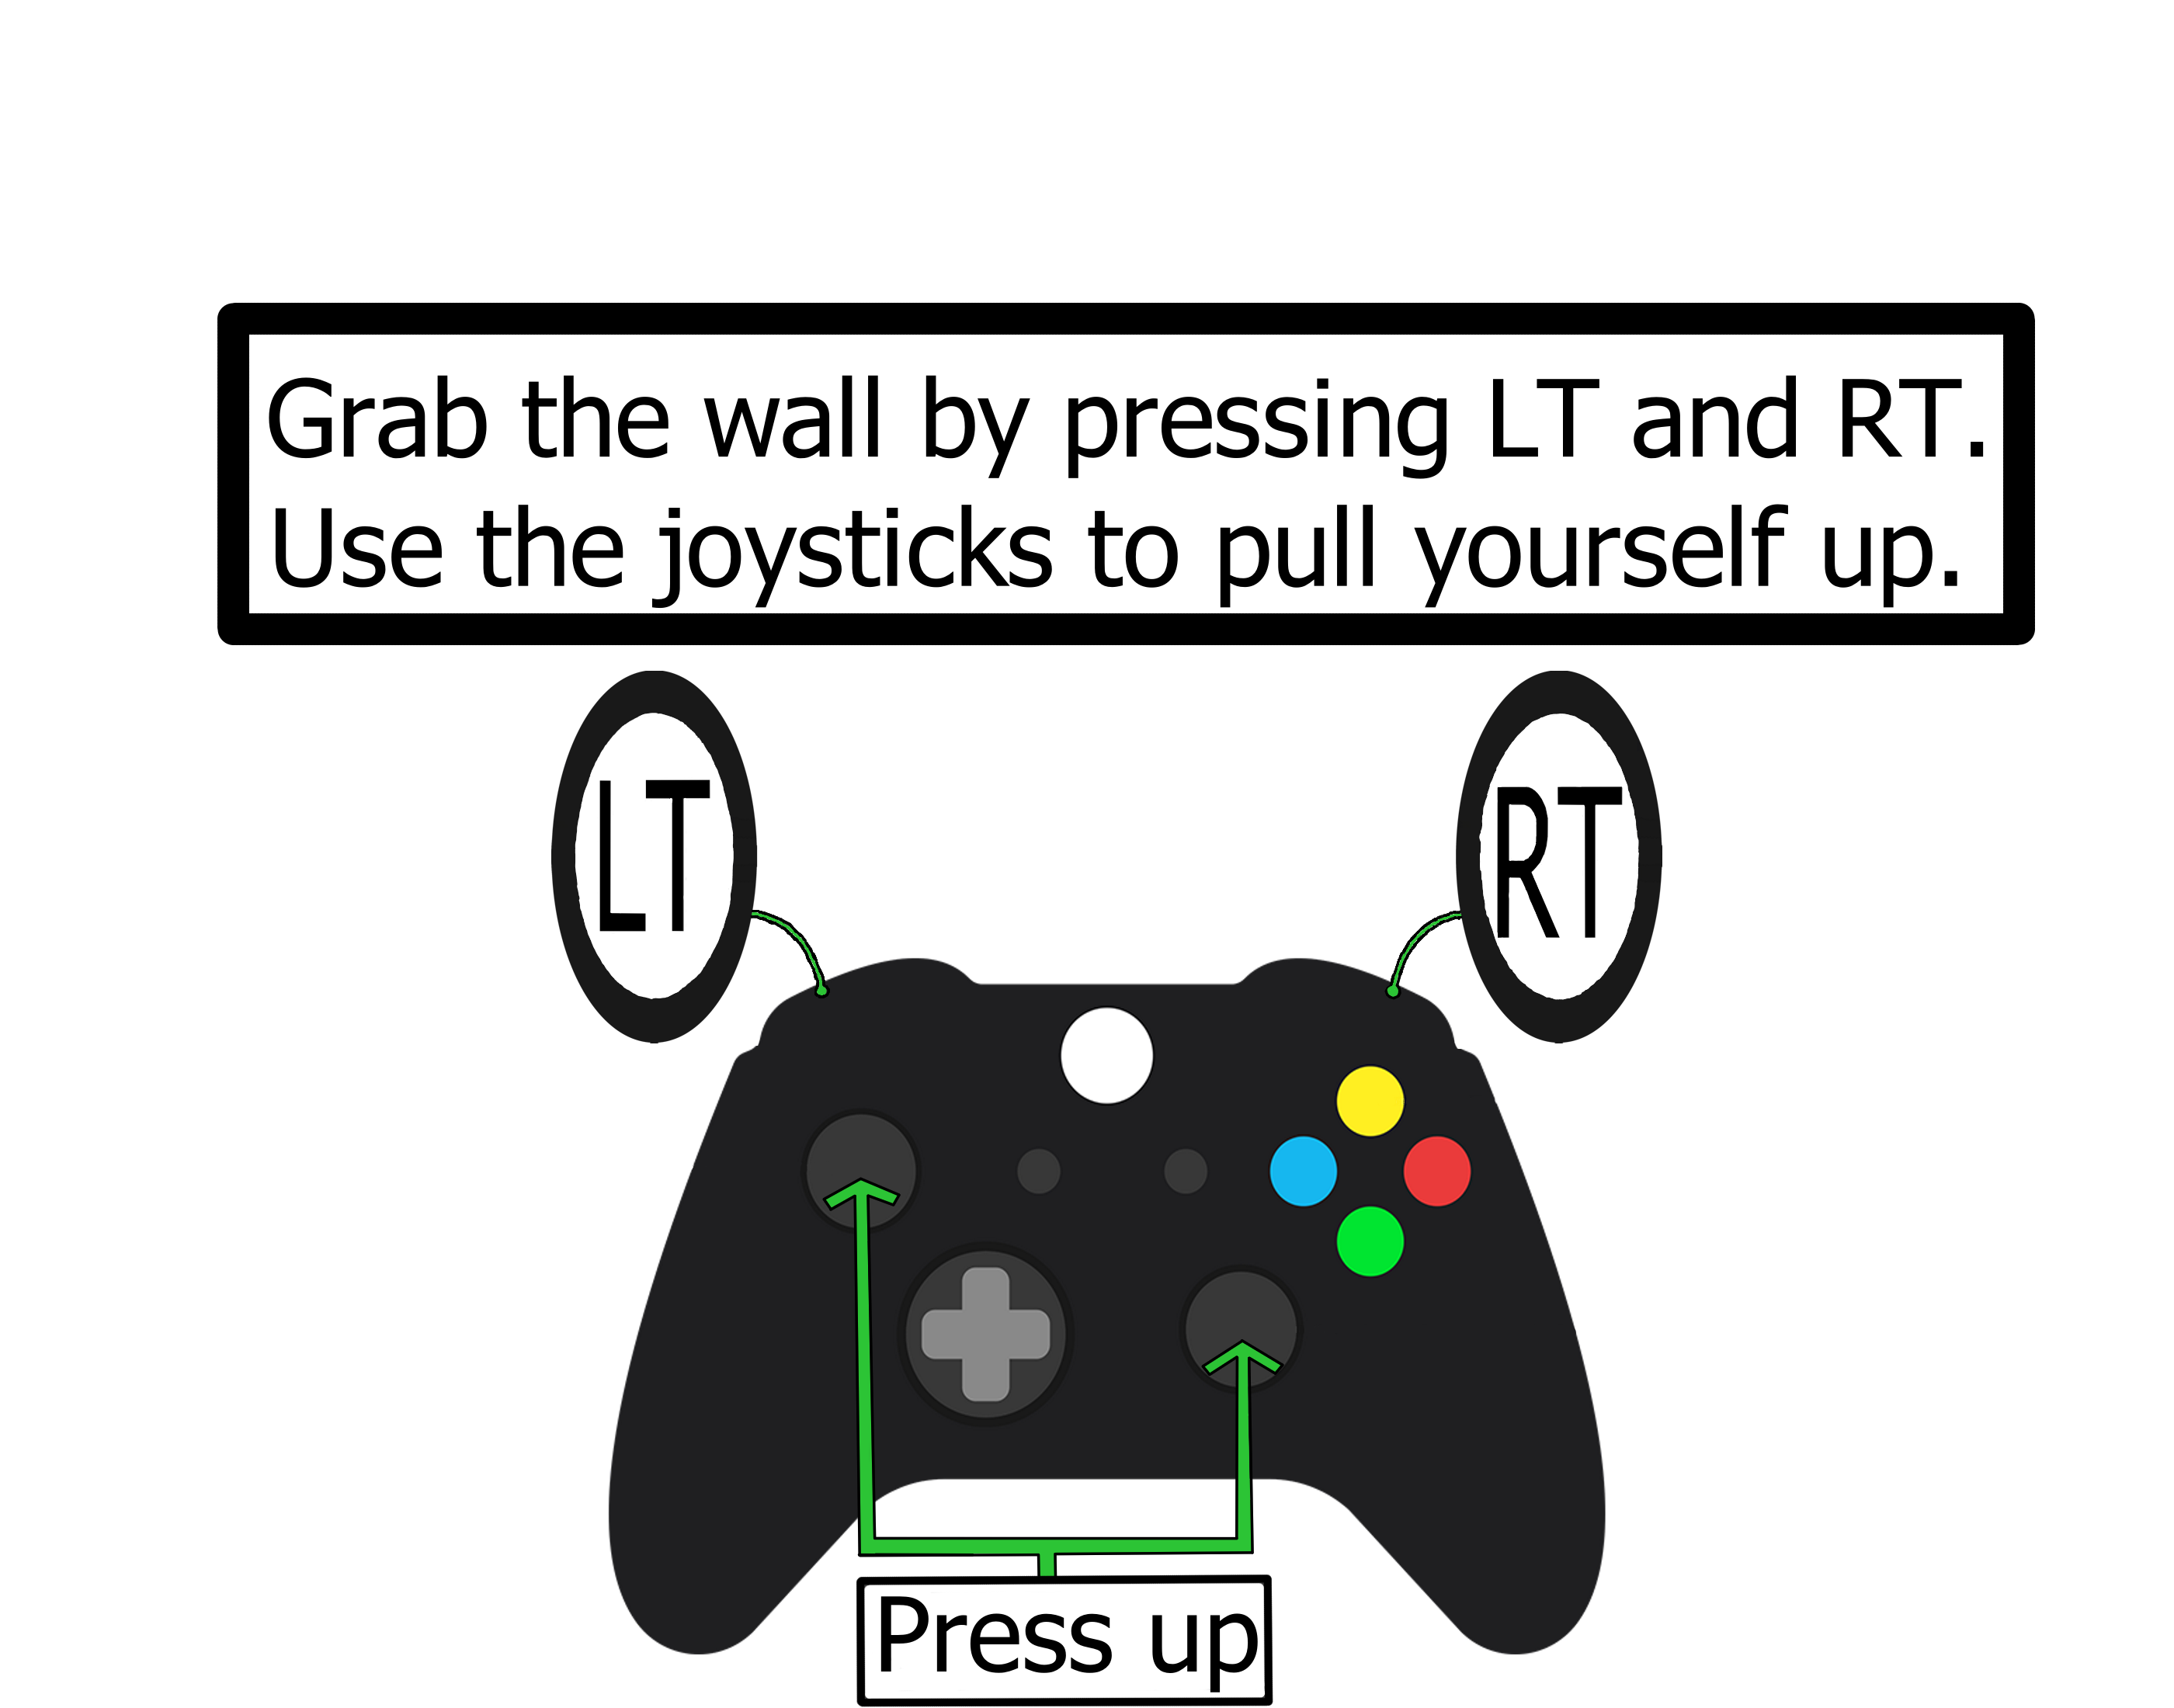 Grab the wall by pressing LT and RT.
Use the joysticks to pull yourself up.
LT
RT
Press up